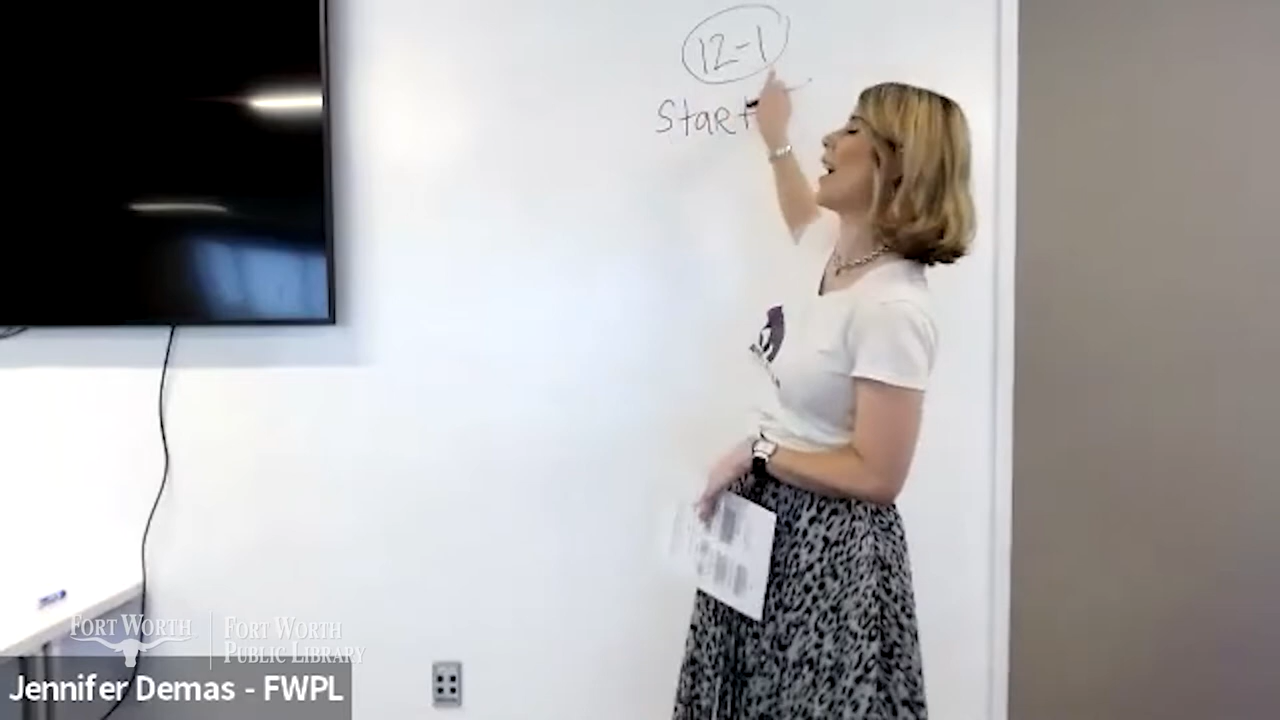 12-1
Start
FORT WORTH
FORT WORTH
PUBLIC LIBRARY
Jennifer Demas - FWPL